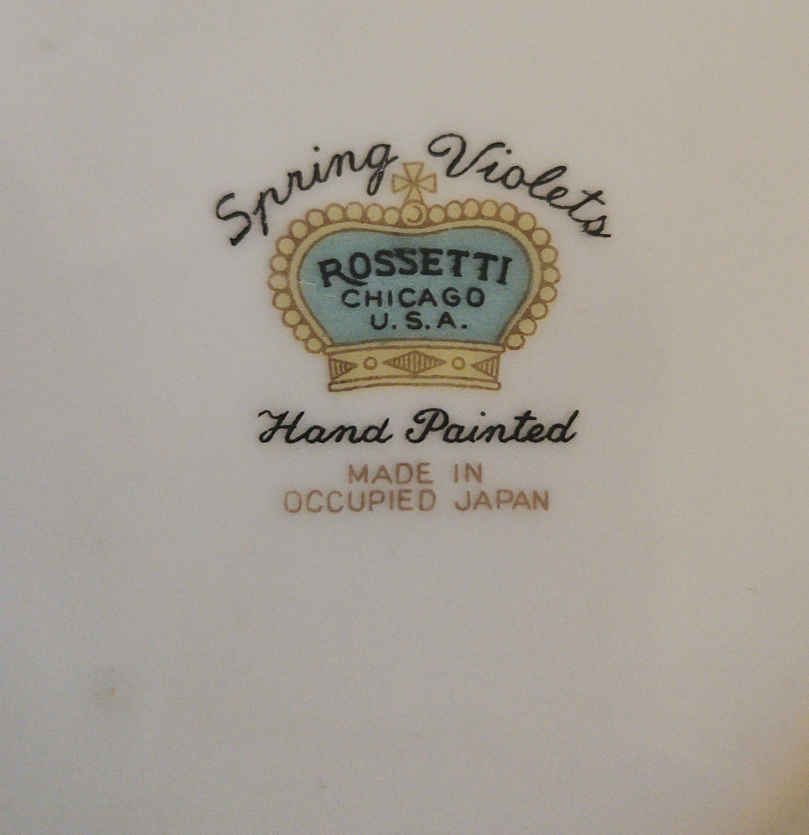 Spring Violets
ROSSETTI
CHICAGO
U.S.A.
Hand Painted
MADE IN
OCCUPIED JAPAN